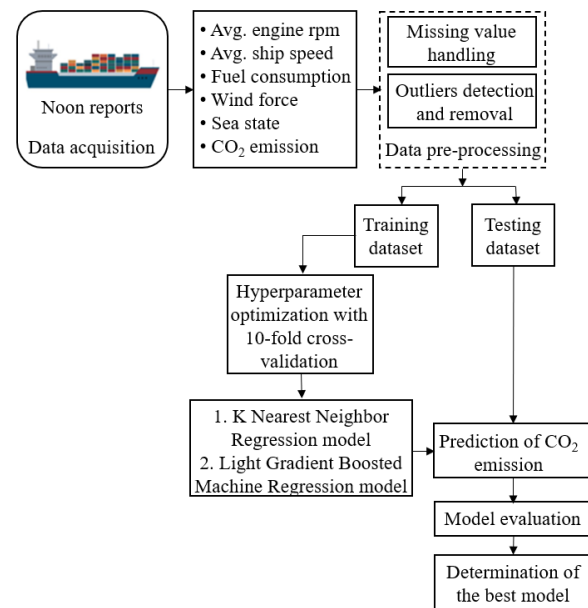 Noon reports
Data acquisition
• Avg. engine rpm
• Avg. ship speed
• Fuel consumption
• Wind force
• Sea state
• CO₂ emission
Missing value
handling
Outliers detection
and removal
Data pre-processing
Training
dataset
Testing
dataset
Hyperparameter
optimization with
10-fold cross-
validation
1. K Nearest Neighbor
Regression model
2. Light Gradient Boosted
Machine Regression model
Prediction of CO₂
emission
Model evaluation
Determination of
the best model